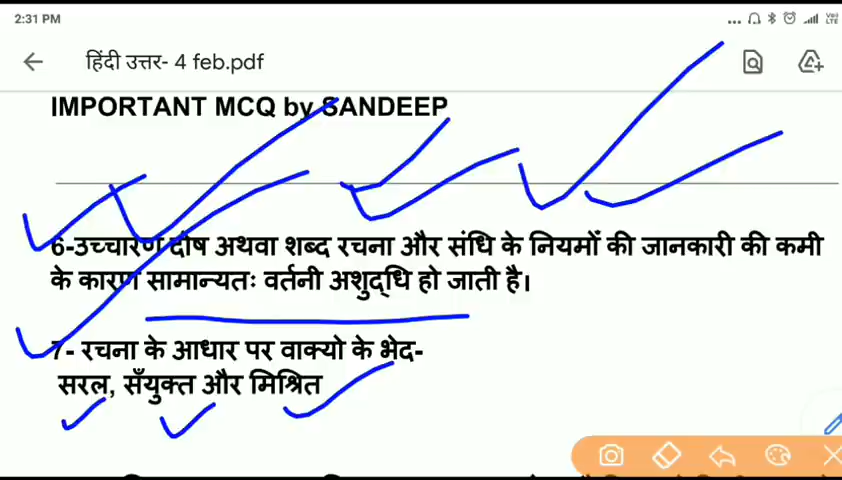 2:31 PM
हिंदी उत्तर- 4 feb.pdf
IMPORTANT MCQ by SANDEEP
6-उच्चारण दोष अथवा शब्द रचना और संधि के नियमों की जानकारी की कमी
के कारण सामान्यतः वर्तनी अशुद्धि हो जाती है।
7- रचना के आधार पर वाक्यो के भेद-
सरल, सँयुक्त और मिश्रित